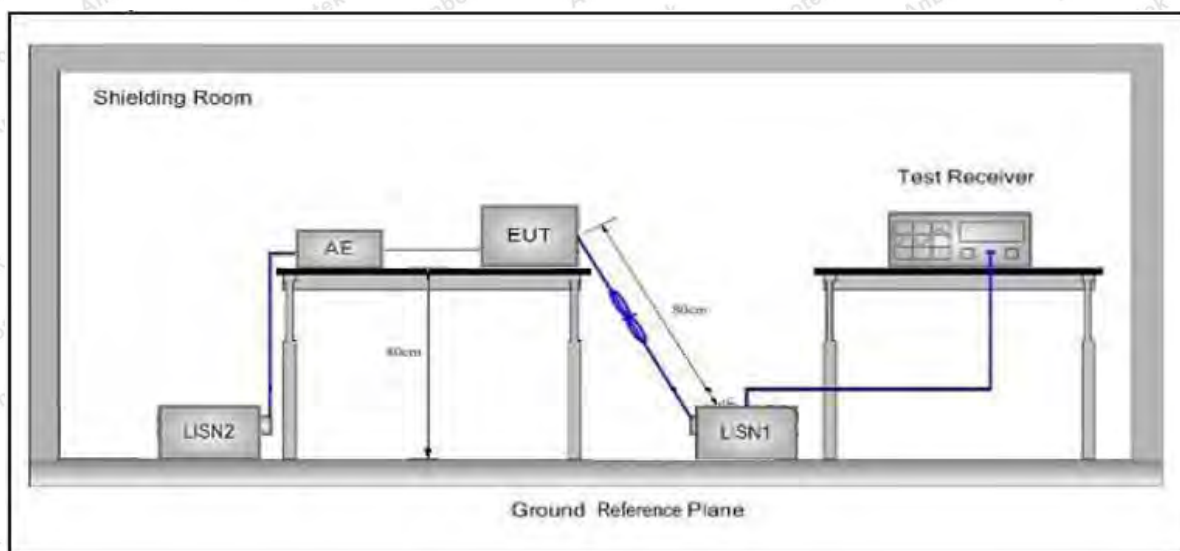 Shielding Room
Test Receiver
AE
EUT
80cm
80cm
LISN2
LISN1
Ground Reference Plane